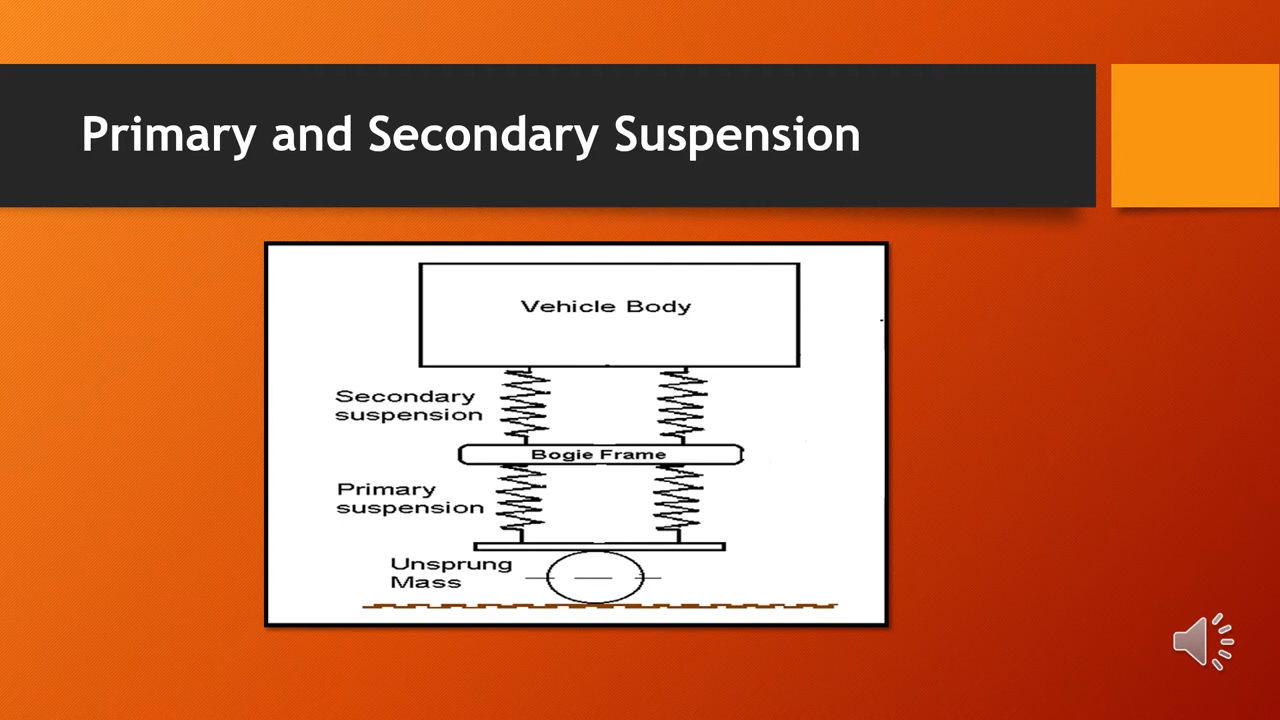 Primary and Secondary Suspension
Vehicle Body
Secondary
suspension
Bogie Frame
Primary
suspension
Unsprung
Mass